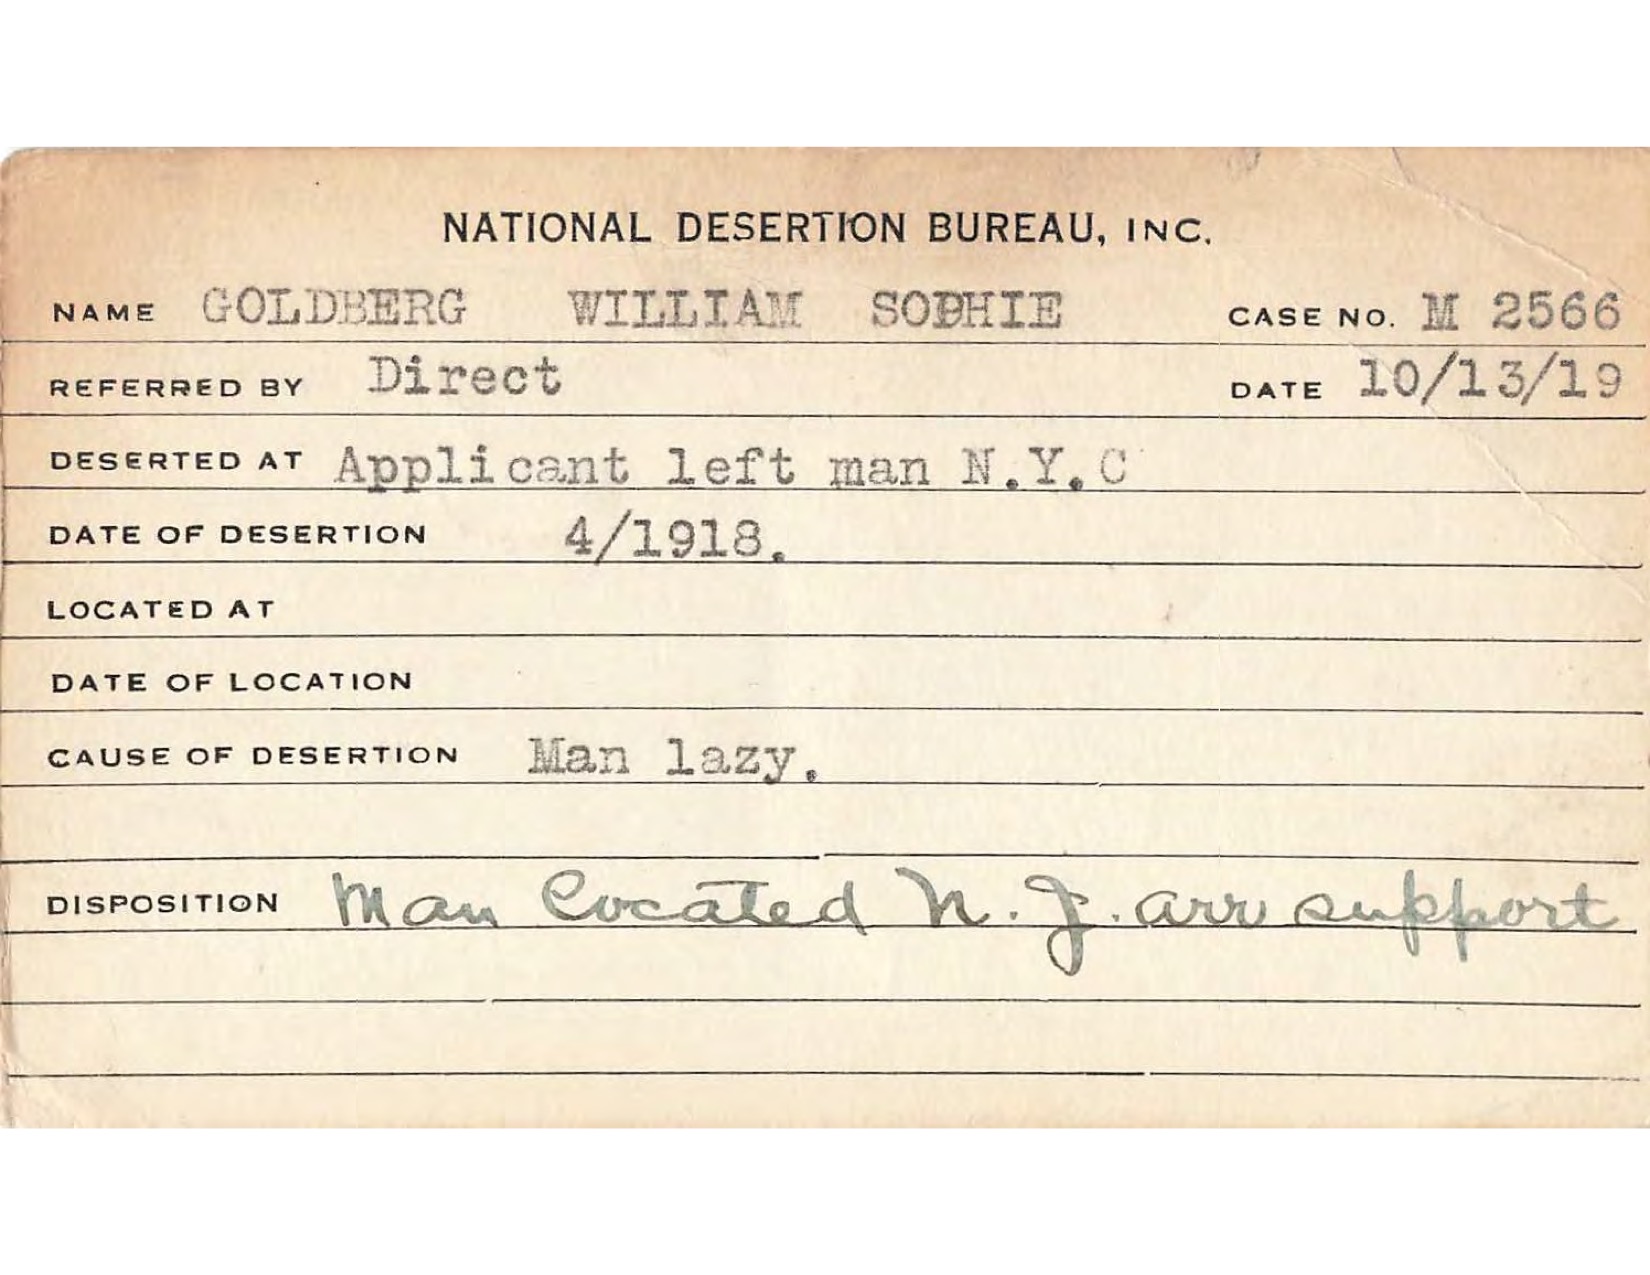 NATIONAL DESERTION BUREAU, INC.
NAME GOLDBERG WILLIAM SOPHIE CASE NO. M 2566
REFERRED BY Direct DATE 10/13/19
DESERTED AT Applicant left man N.Y.C
DATE OF DESERTION 4/1918.
LOCATED AT
DATE OF LOCATION
CAUSE OF DESERTION Man lazy.
DISPOSITION Man located N.J. arr support